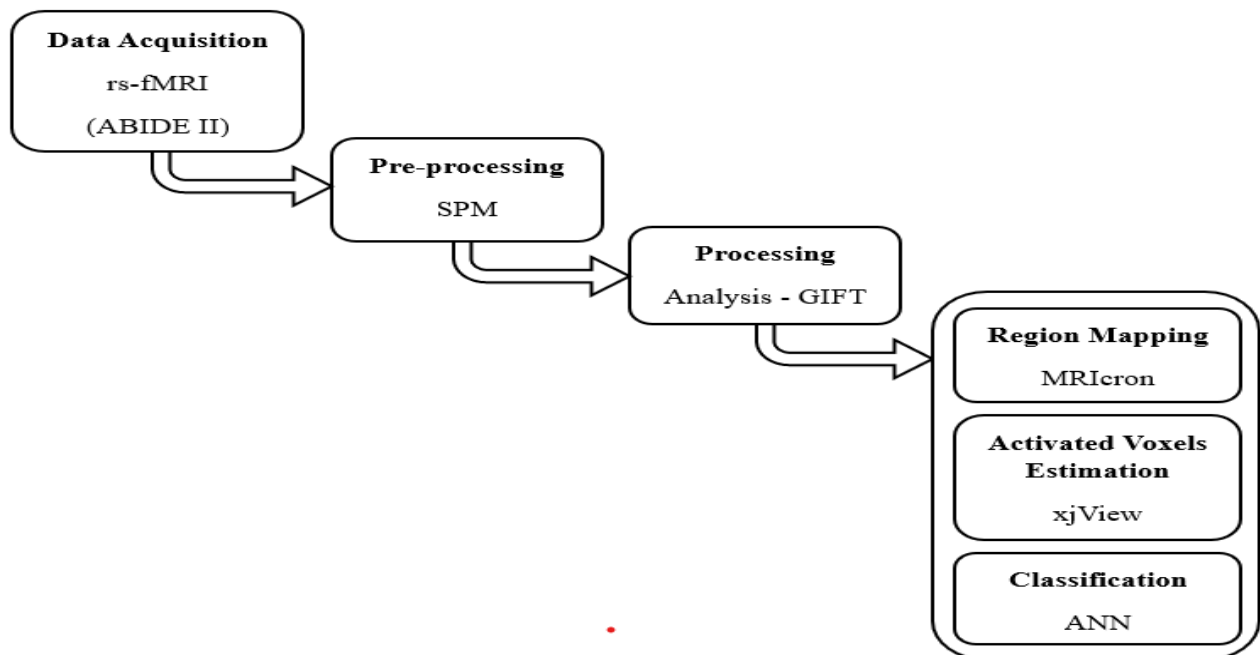 Data Acquisition
rs-fMRI
(ABIDE II)
Pre-processing
SPM
Processing
Analysis - GIFT
Region Mapping
MRIcron
Activated Voxels
Estimation
xjView
Classification
ANN